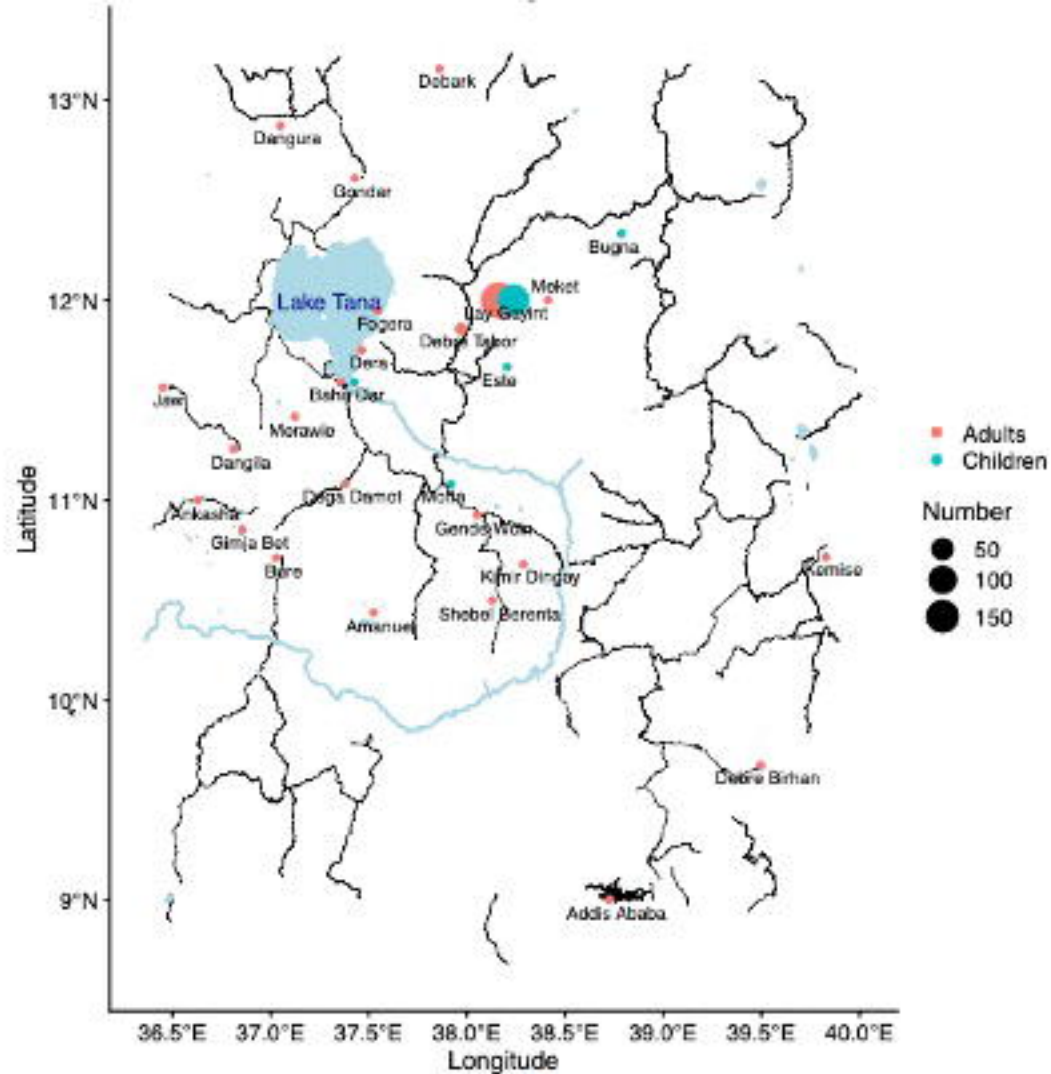 Debark
13°N
Dangura
Gondar
Bugna
12°N
Lake Tana
Meket
Lay Gayint
Fogera
Debre Tabor
Dera
Este
Bahir Dar
Jawi
Merawie
Adults
Dangila
Children
11°N
Dega Damot
Mota
Ankasha
Number
Gende Woin
Gimja Bet
50
Bure
Kimir Dingay
Kemise
100
Shebel Berenta
150
Amanuel
Latitude
10°N
Debre Birhan
9°N
Addis Ababa
36.5°E 37.0°E 37.5°E 38.0°E 38.5°E 39.0°E 39.5°E 40.0°E
Longitude